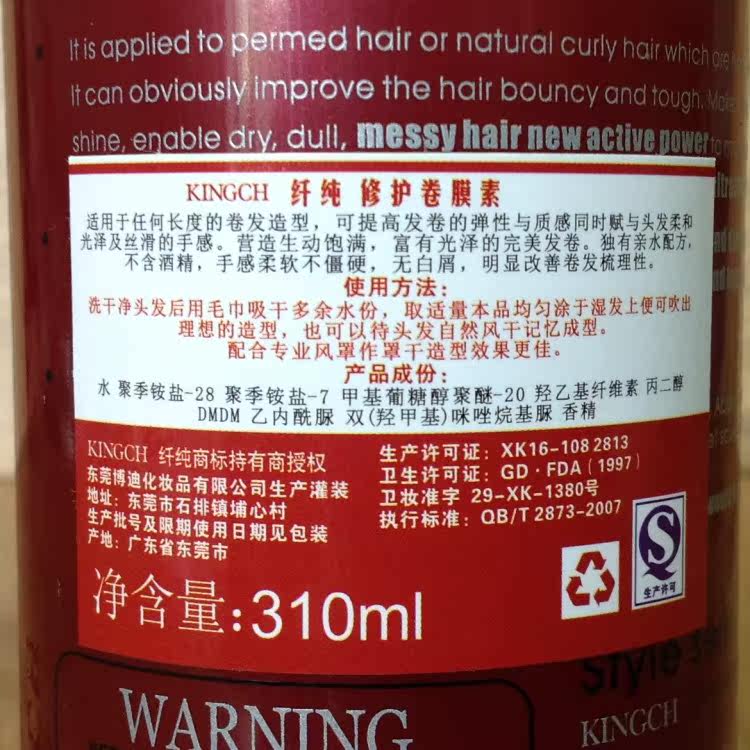 It is applied to permed hair or natural curly hair which are
It can obviously improve the hair bouncy and tough. Make
shine, enable dry, dull, messy hair new active power to
KINGCH 纤纯 修护卷膜素
适用于任何长度的卷发造型，可提高发卷的弹性与质感同时赋与头发柔和
光泽及丝滑的手感。营造生动饱满，富有光泽的完美发卷。独有亲水配方，
不含酒精，手感柔软不僵硬，无白屑，明显改善卷发梳理性。
使用方法：
洗干净头发后用毛巾吸干多余水份，取适量本品均匀涂于湿发上便可吹出
理想的造型，也可以待头发自然风干记忆成型。
配合专业风罩作罩干造型效果更佳。
产品成份：
水 聚季铵盐-28 聚季铵盐-7 甲基葡糖醇聚醚-20 羟乙基纤维素 丙二醇
DMDM 乙内酰脲 双(羟甲基)咪唑烷基脲 香精
KINGCH 纤纯商标持有商授权
东莞博迪化妆品有限公司生产灌装
地址：东莞市石排镇埔心村
生产批号及限期使用日期见包装
产地：广东省东莞市
生产许可证：XK16-108 2813
卫生许可证：GD·FDA（1997）
卫妆准字 29-XK-1380号
执行标准：QB/T 2873-2007
生产许可
净含量:310ml
WARNING
Style
KINGCH